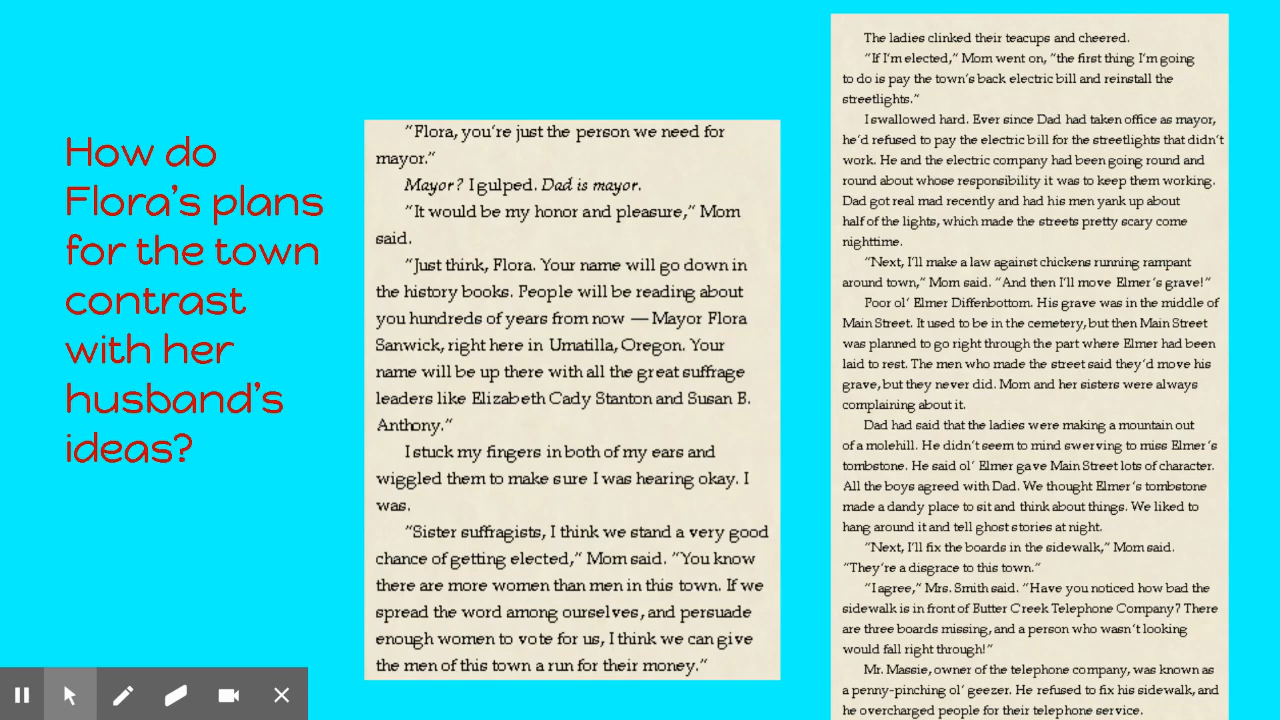 How do
Flora's plans
for the town
contrast
with her
husband's
ideas?
"Flora, you're just the person we need for
mayor."
Mayor? I gulped. Dad is mayor.
"It would be my honor and pleasure," Mom
said.
"Just think, Flora. Your name will go down in
the history books. People will be reading about
you hundreds of years from now — Mayor Flora
Sanwick, right here in Umatilla, Oregon. Your
name will be up there with all the great suffrage
leaders like Elizabeth Cady Stanton and Susan B.
Anthony."
I stuck my fingers in both of my ears and
wiggled them to make sure I was hearing okay. I
was.
"Sister suffragists, I think we stand a very good
chance of getting elected," Mom said. "You know
there are more women than men in this town. If we
spread the word among ourselves, and persuade
enough women to vote for us, I think we can give
the men of this town a run for their money."
The ladies clinked their teacups and cheered.
"If I'm elected," Mom went on, "the first thing I'm going
to do is pay the town's back electric bill and reinstall the
streetlights."
I swallowed hard. Ever since Dad had taken office as mayor,
he'd refused to pay the electric bill for the streetlights that didn't
work. He and the electric company had been going round and
round about whose responsibility it was to keep them working.
Dad got real mad recently and had his men yank up about
half of the lights, which made the streets pretty scary come
nighttime.
"Next, I'll make a law against chickens running rampant
around town," Mom said. "And then I'll move Elmer's grave!"
Poor ol' Elmer Diffenbottom. His grave was in the middle of
Main Street. It used to be in the cemetery, but then Main Street
was planned to go right through the part where Elmer had been
laid to rest. The men who made the street said they'd move his
grave, but they never did. Mom and her sisters were always
complaining about it.
Dad had said that the ladies were making a mountain out
of a molehill. He didn't seem to mind swerving to miss Elmer's
tombstone. He said ol' Elmer gave Main Street lots of character.
All the boys agreed with Dad. We thought Elmer's tombstone
made a dandy place to sit and think about things. We liked to
hang around it and tell ghost stories at night.
"Next, I'll fix the boards in the sidewalk," Mom said.
"They're a disgrace to this town."
"I agree," Mrs. Smith said. "Have you noticed how bad the
sidewalk is in front of Butter Creek Telephone Company? There
are three boards missing, and a person who wasn't looking
would fall right through!"
Mr. Massie, owner of the telephone company, was known as
a penny-pinching ol' geezer. He refused to fix his sidewalk, and
he overcharged people for their telephone service.